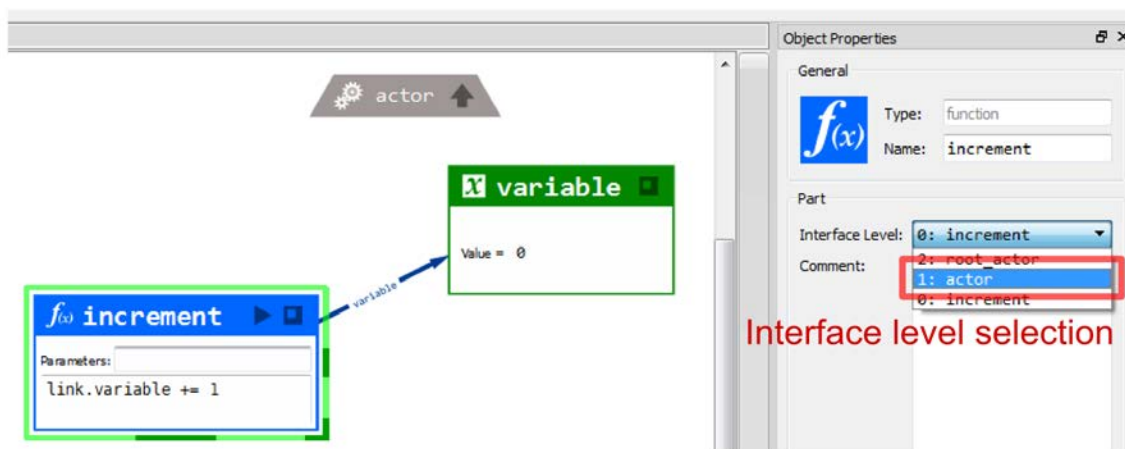 Object Properties
actor
General
f(x)
Type: function
Name: increment
x variable
Value = 0
Part
Interface Level: 0: increment
Comment:
2: root_actor
1: actor
0: increment
Interface level selection
variable
f(x) increment
Parameters:
link.variable += 1